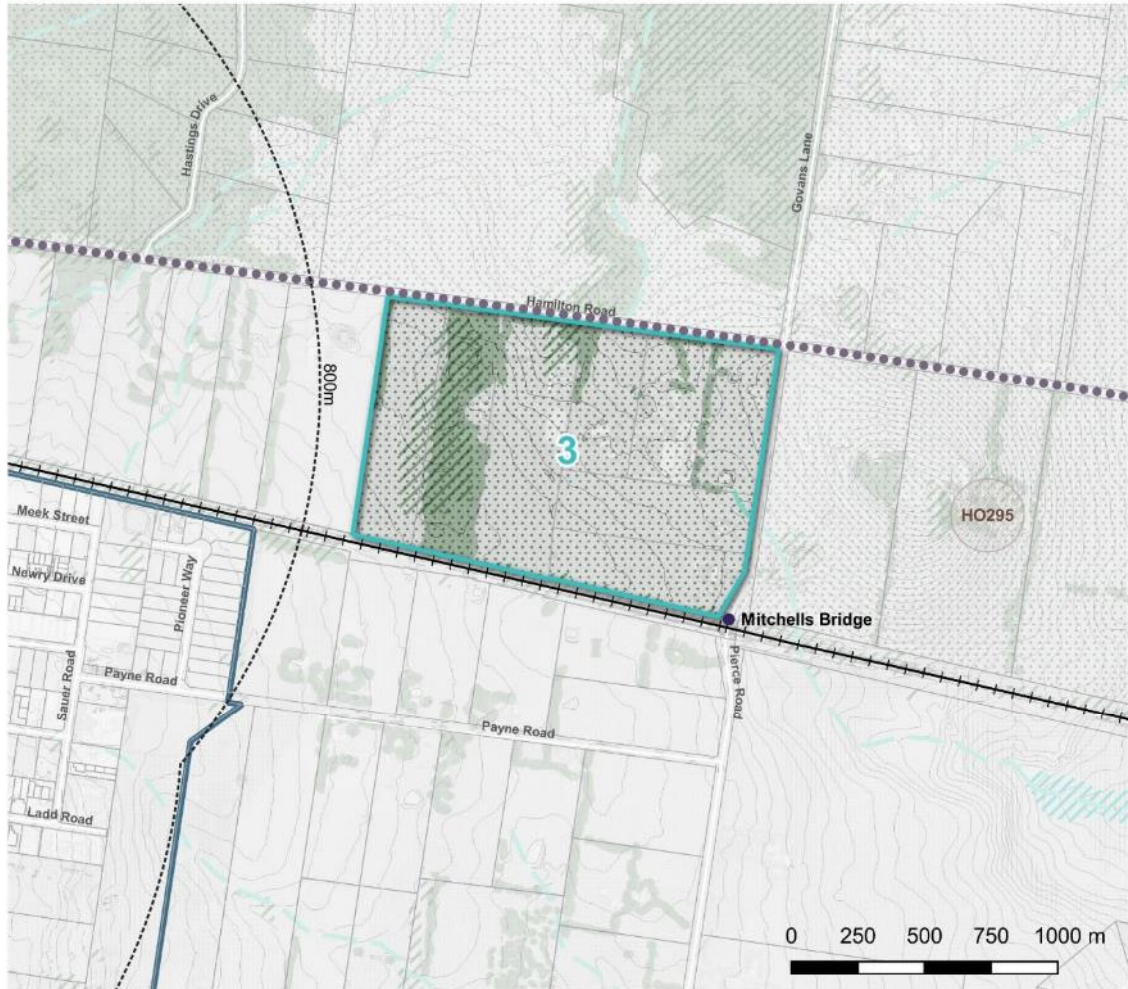 Hastings Drive
Govans Lane
Hamilton Road
800m
3
HO295
Meek Street
Newry Drive
Pioneer Way
Mitchells Bridge
Sauer Road
Payne Road
Pierce Road
Payne Road
Ladd Road
0 250 500 750 1000 m